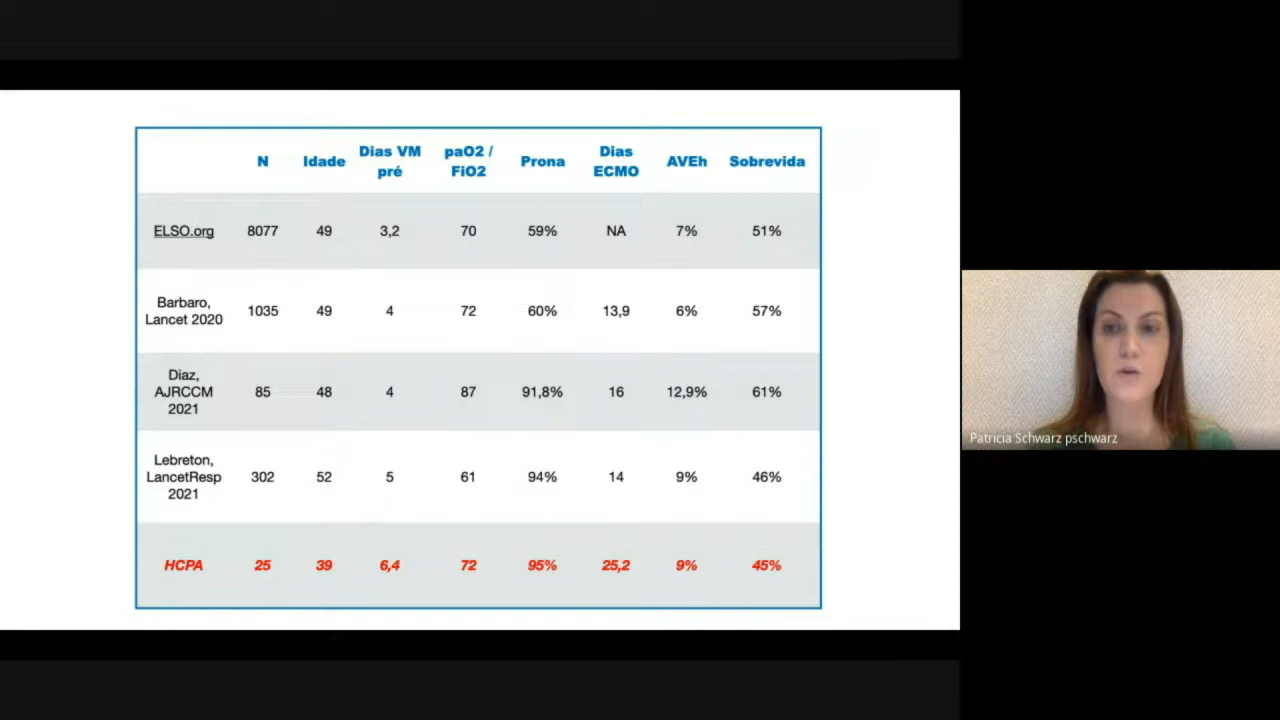 N Idade Dias VM pré paO2 / FiO2 Prona Dias ECMO AVEh Sobrevida
ELSO.org 8077 49 3,2 70 59% NA 7% 51%
Barbaro, Lancet 2020 1035 49 4 72 60% 13,9 6% 57%
Diaz, AJRCCM 2021 85 48 4 87 91,8% 16 12,9% 61%
Lebreton, LancetResp 2021 302 52 5 61 94% 14 9% 46%
HCPA 25 39 6,4 72 95% 25,2 9% 45%
Patricia Schwarz pschwarz